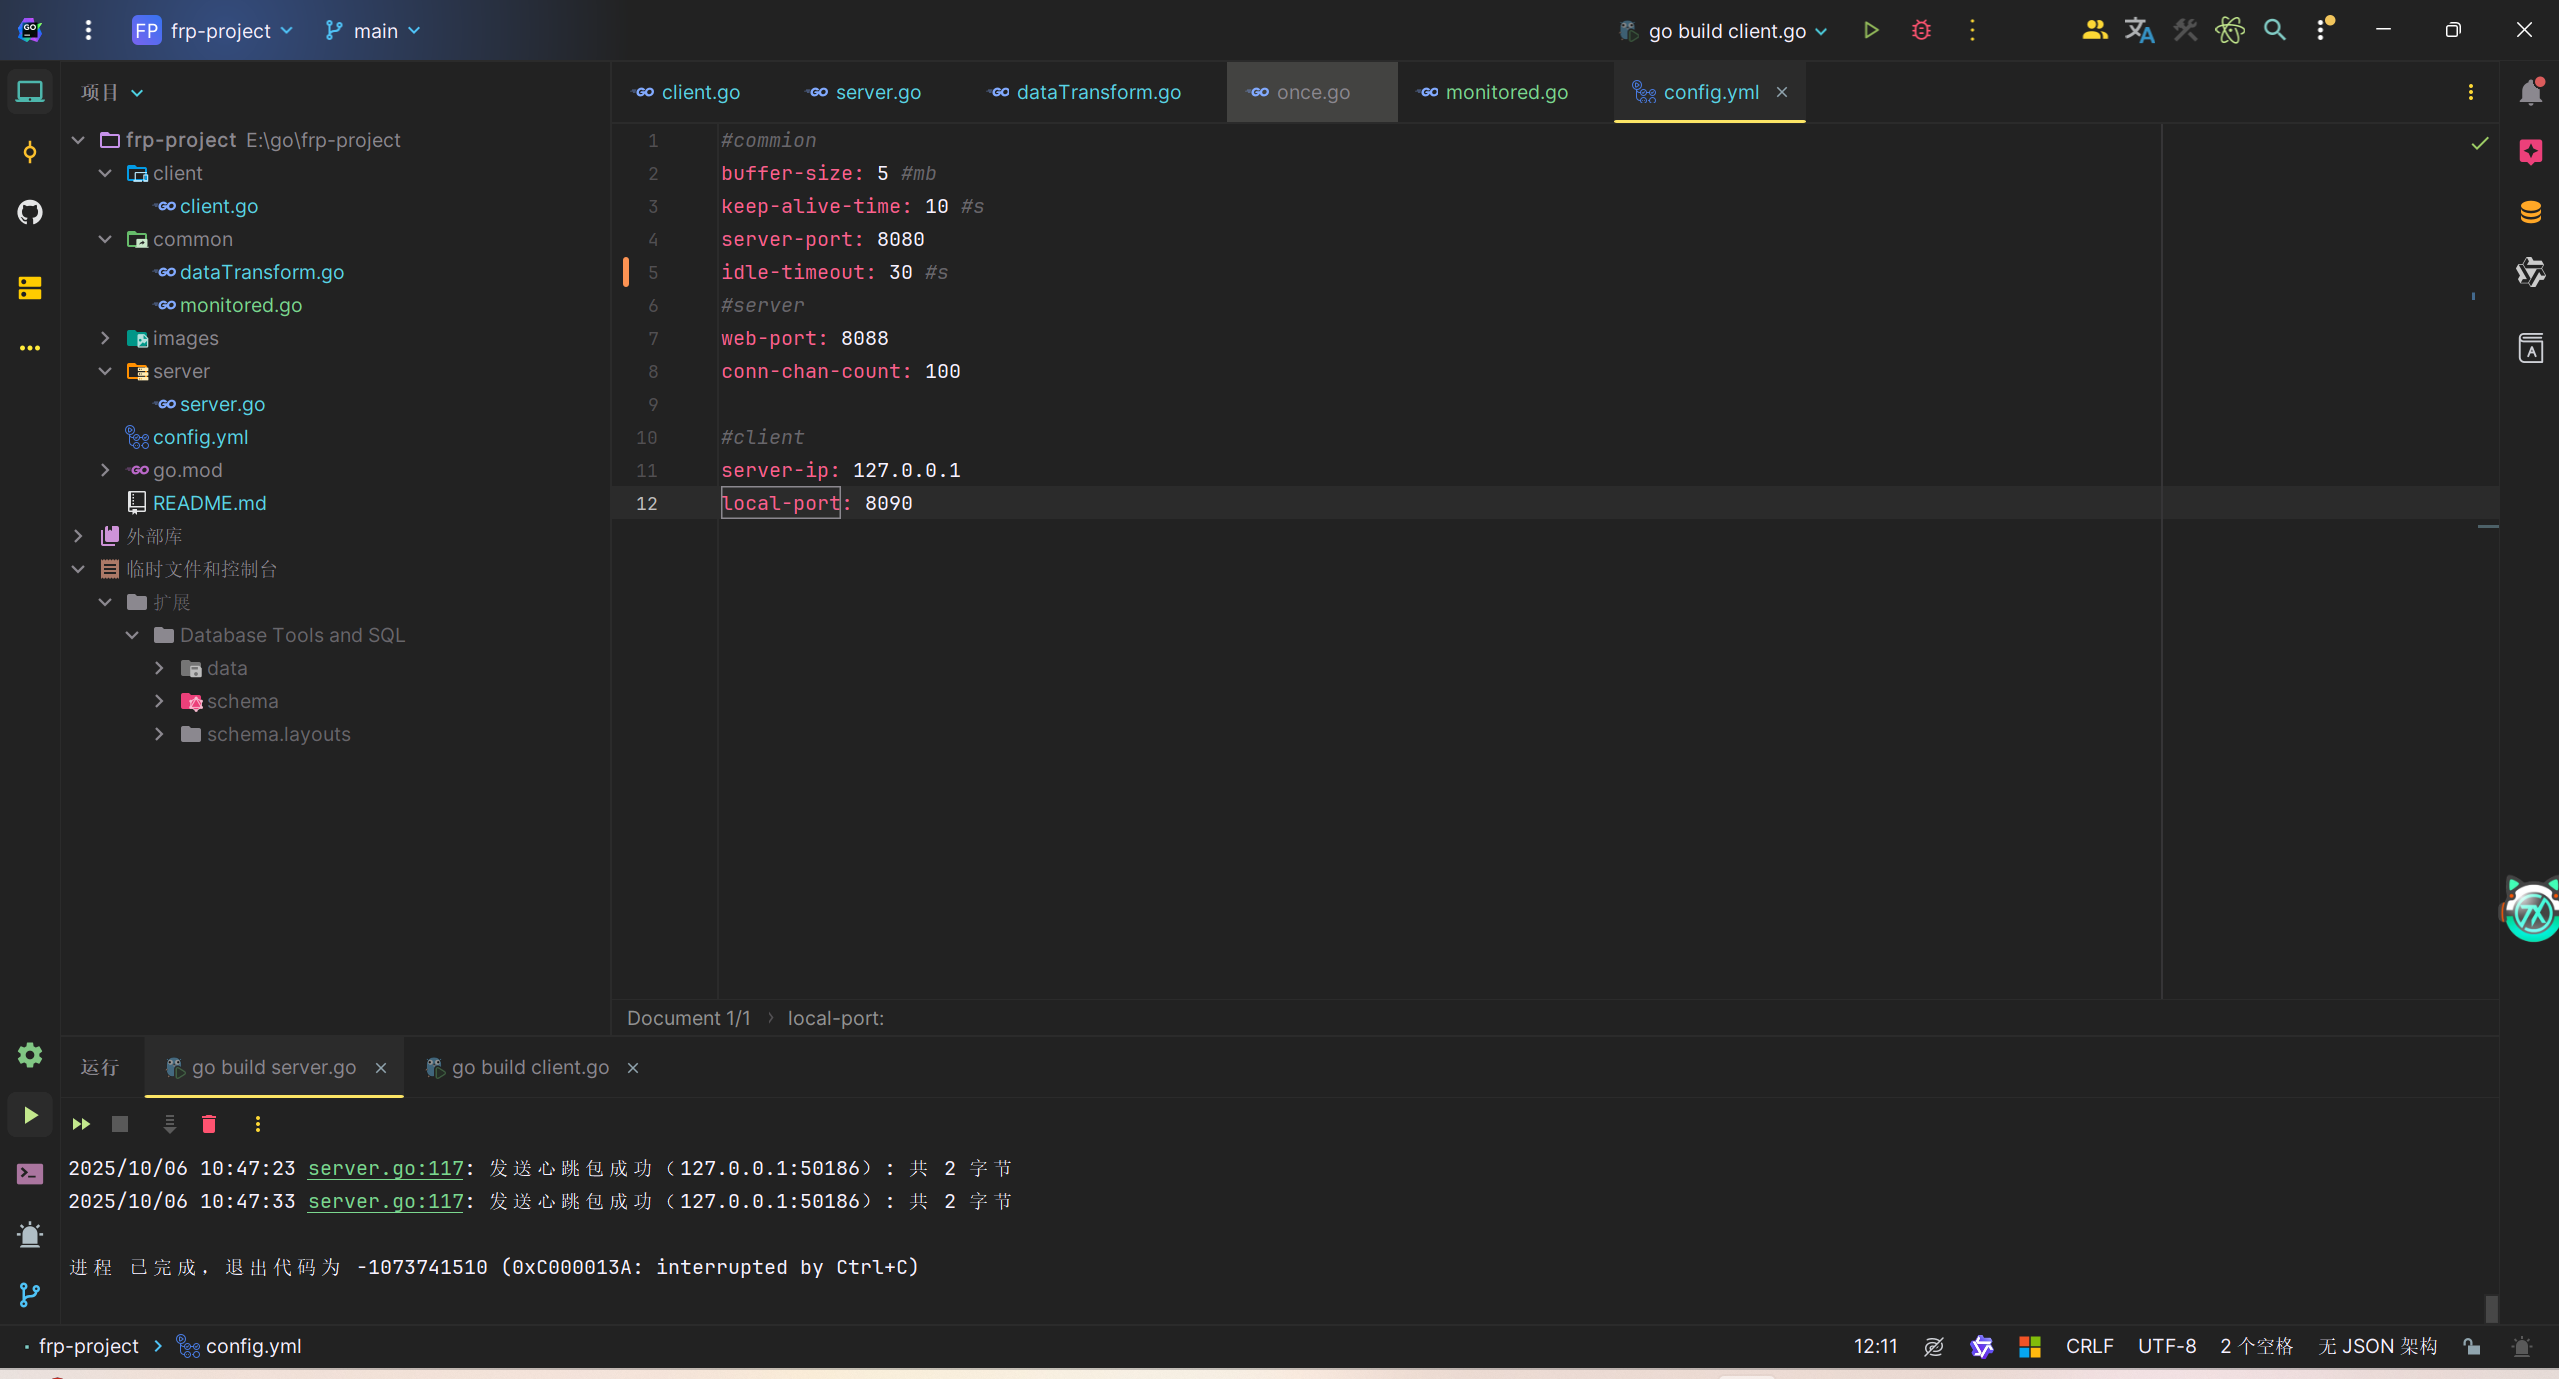 FP frp-project main go build client.go
项目
frp-project E:\go\frp-project
client
client.go
common
dataTransform.go
monitored.go
images
server
server.go
config.yml
go.mod
README.md
外部库
临时文件和控制台
扩展
Database Tools and SQL
data
schema
schema.layouts
client.go server.go dataTransform.go once.go monitored.go config.yml
1 #commion
2 buffer-size: 5 #mb
3 keep-alive-time: 10 #s
4 server-port: 8080
5 idle-timeout: 30 #s
6 #server
7 web-port: 8088
8 conn-chan-count: 100
9
10 #client
11 server-ip: 127.0.0.1
12 local-port: 8090
Document 1/1 › local-port:
运行 go build server.go go build client.go
2025/10/06 10:47:23 server.go:117: 发送心跳包成功（127.0.0.1:50186）: 共 2 字节
2025/10/06 10:47:33 server.go:117: 发送心跳包成功（127.0.0.1:50186）: 共 2 字节
进程 已完成，退出代码为 -1073741510 (0xC000013A: interrupted by Ctrl+C)
frp-project › config.yml 12:11 CRLF UTF-8 2 个空格 无 JSON 架构